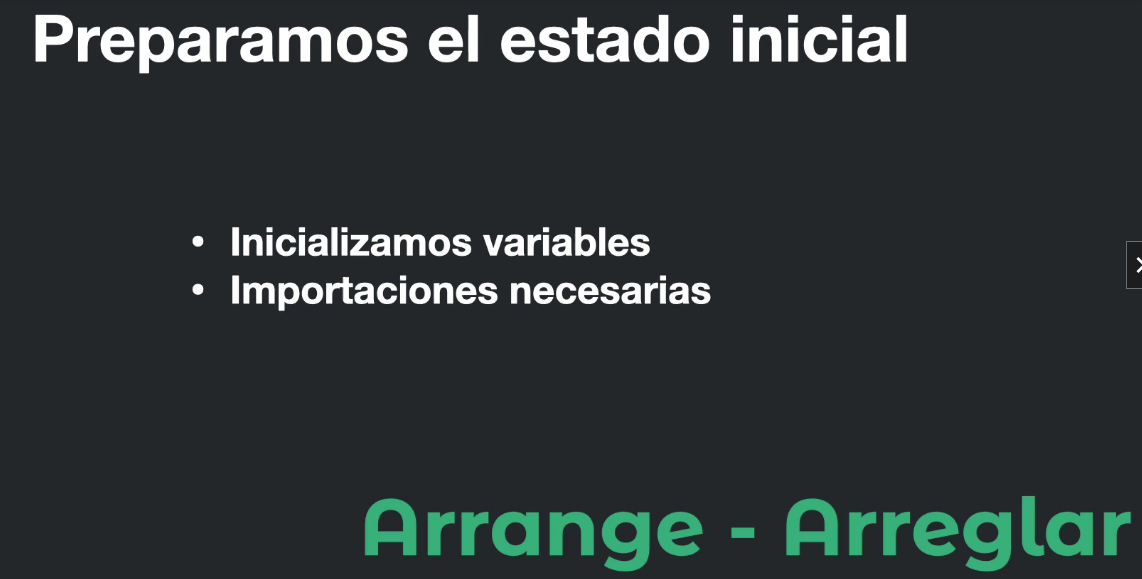 Preparamos el estado inicial
• Inicializamos variables
• Importaciones necesarias
Arrange - Arreglar